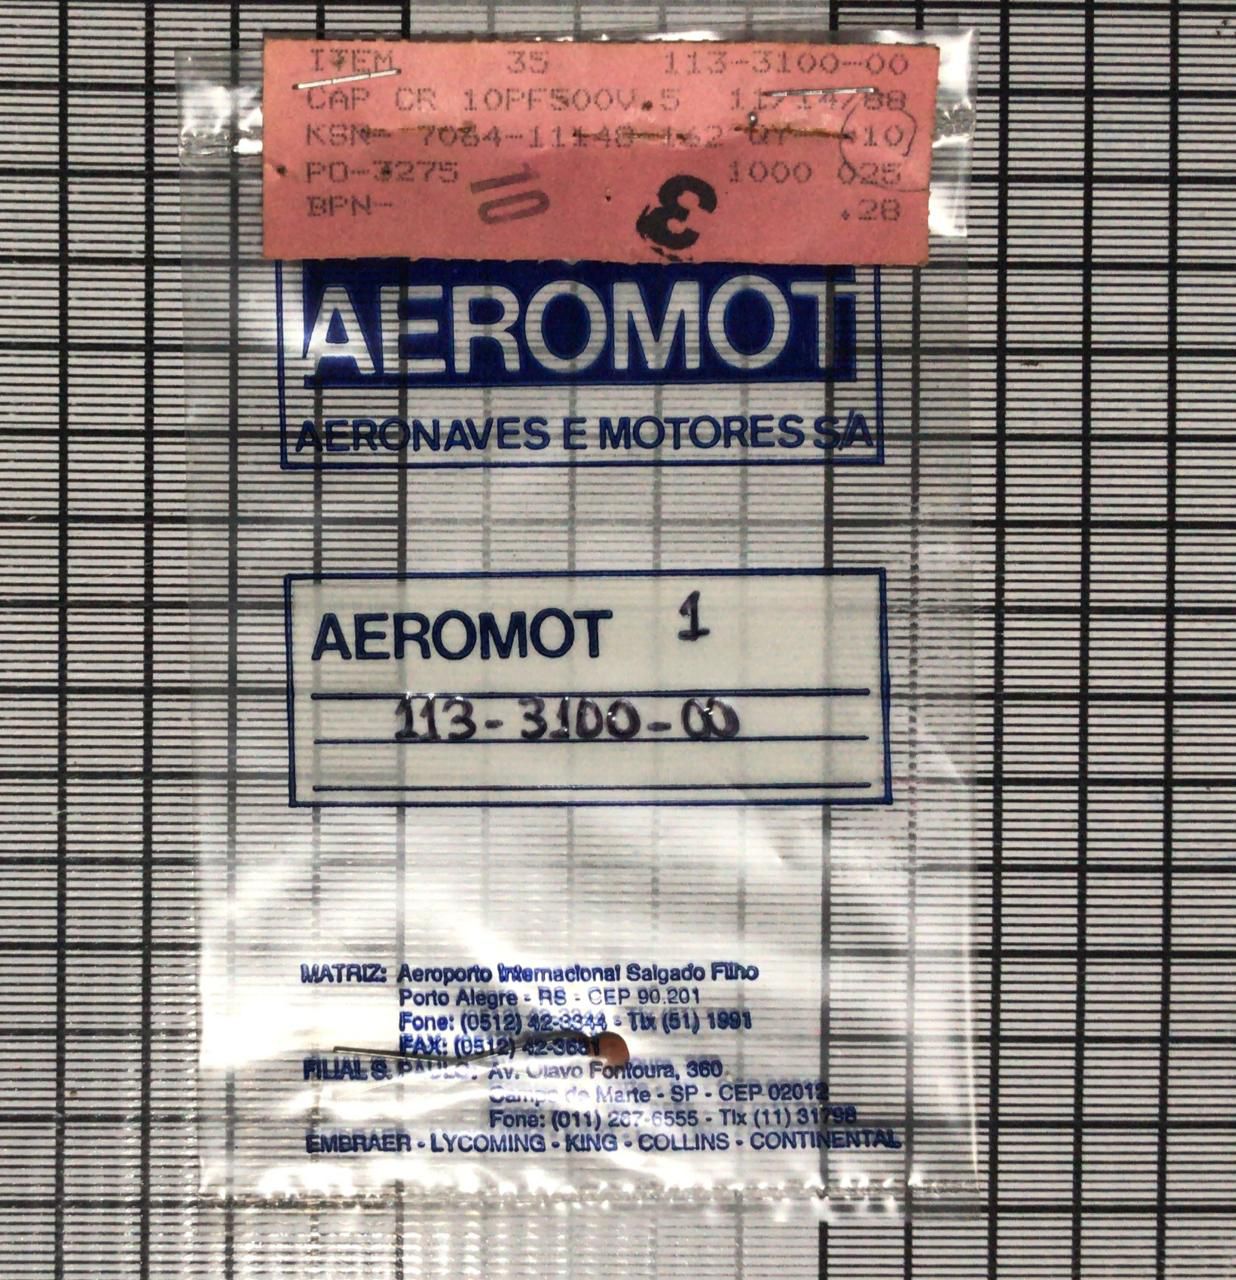 ITEM 35 113-3100-00
CAP CR 10PF500V.5 11/14/88
KSN- 7064-11148 162 QY 10
PO-3275 1000 025
BPN- .28
10
3
AEROMOT
AERONAVES E MOTORES S/A
AEROMOT 1
113-3100-00
MATRIZ: Aeroporto Internacional Salgado Filho
Porto Alegre - RS - CEP 90.201
Fone: (0512) 42-3344 - Tlx (51) 1991
FAX: (0512) 42-3681
FILIAL S. PAULO: Av. Olavo Fontoura, 360
Campo de Marte - SP - CEP 02012
Fone: (011) 267-6555 - Tlx (11) 31798
EMBRAER - LYCOMING - KING - COLLINS - CONTINENTAL